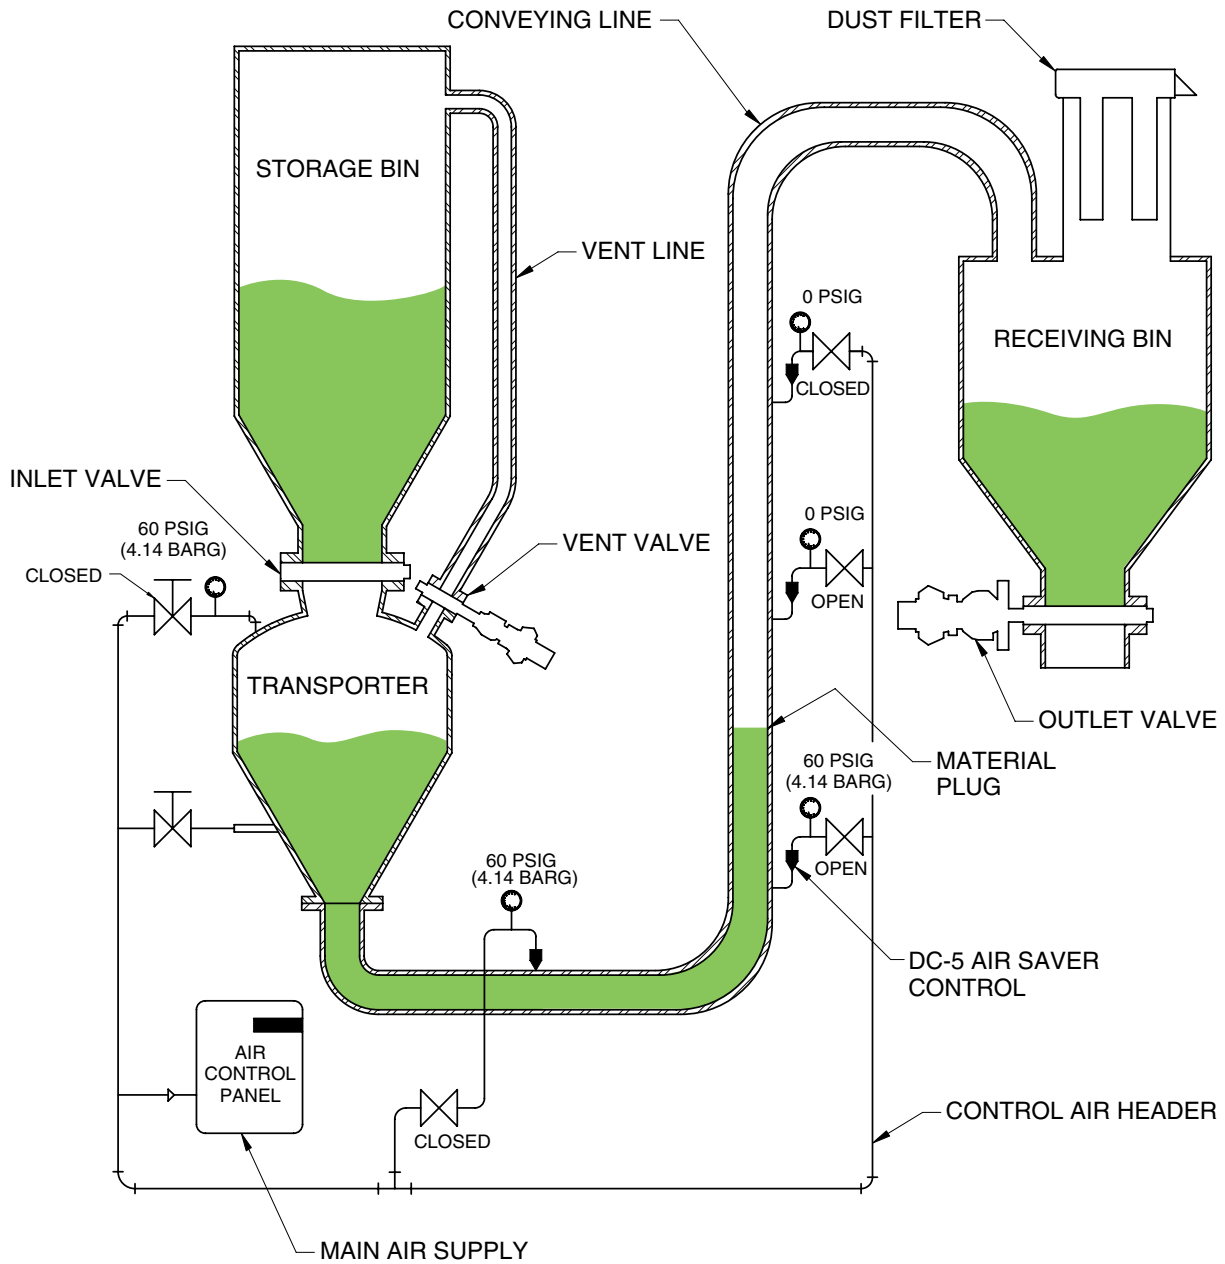 CONVEYING LINE
DUST FILTER
STORAGE BIN
VENT LINE
0 PSIG
RECEIVING BIN
CLOSED
INLET VALVE
60 PSIG
(4.14 BARG)
CLOSED
VENT VALVE
0 PSIG
OPEN
TRANSPORTER
OUTLET VALVE
MATERIAL
PLUG
60 PSIG
(4.14 BARG)
OPEN
60 PSIG
(4.14 BARG)
DC-5 AIR SAVER
CONTROL
AIR
CONTROL
PANEL
CLOSED
CONTROL AIR HEADER
MAIN AIR SUPPLY